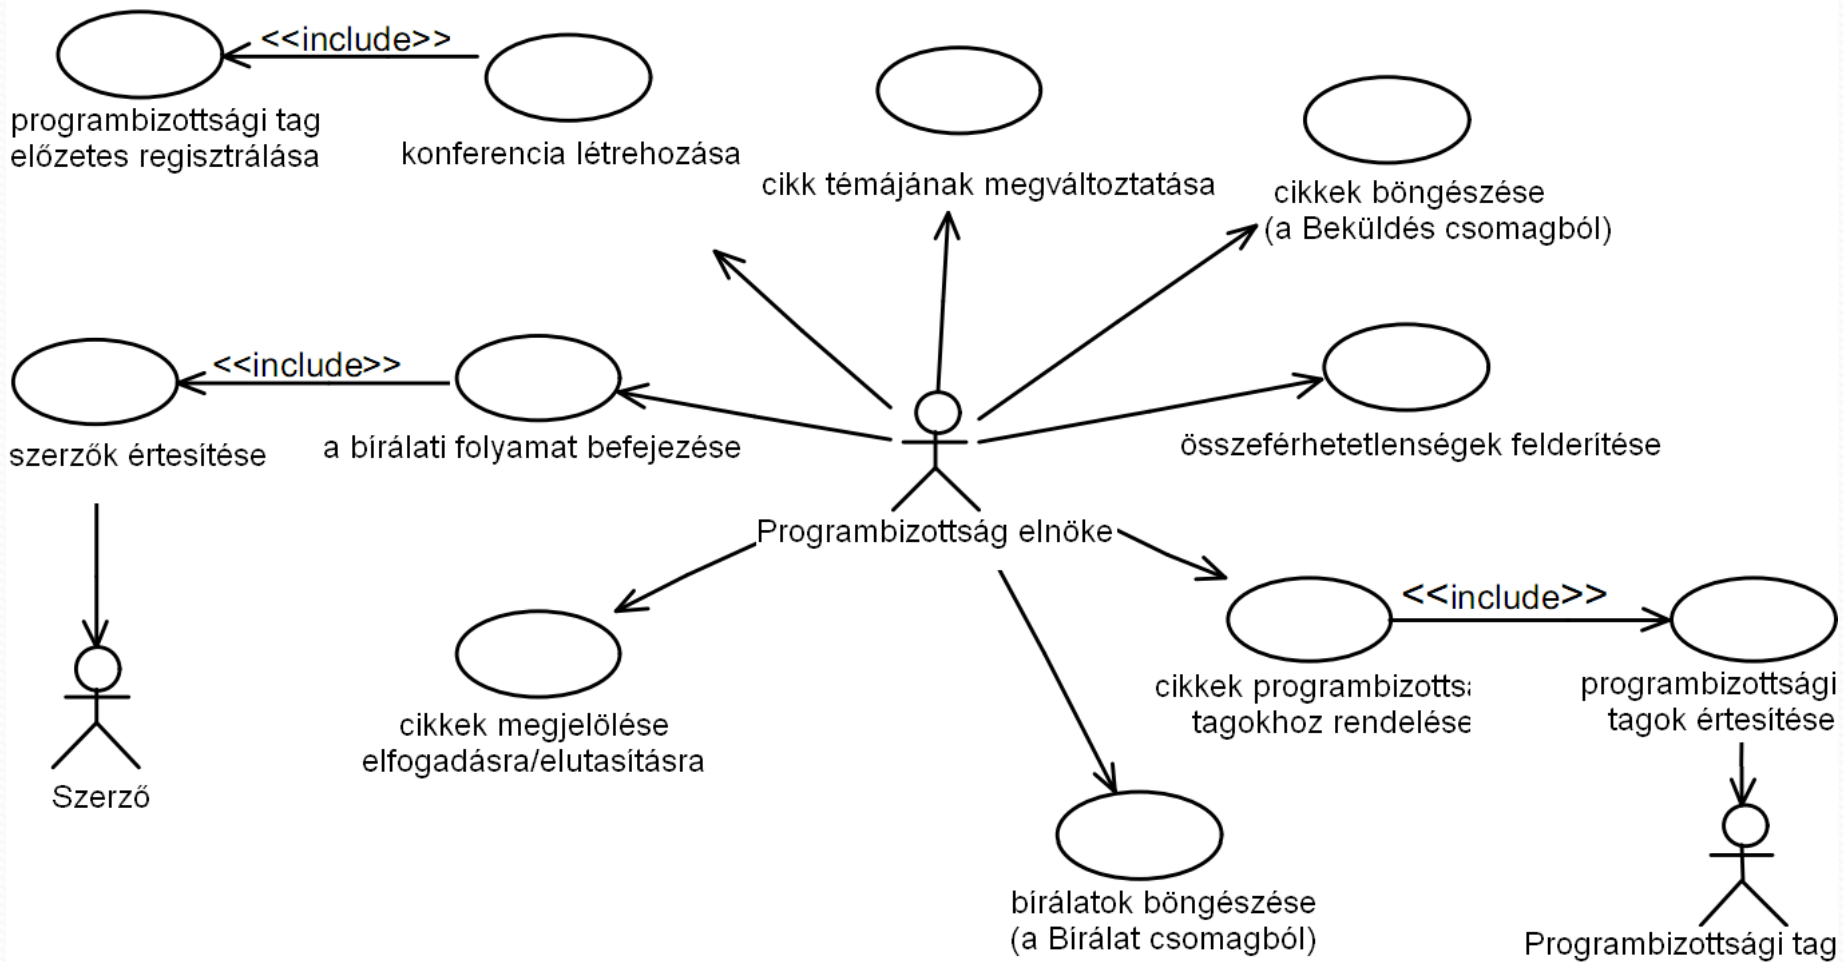 <<include>>
programbizottsági tag
előzetes regisztrálása
konferencia létrehozása
cikk témájának megváltoztatása
cikkek böngészése
(a Beküldés csomagból)
<<include>>
szerzők értesítése
a bírálati folyamat befejezése
összeférhetetlenségek felderítése
Programbizottság elnöke
Szerző
cikkek megjelölése
elfogadásra/elutasításra
<<include>>
cikkek
tagokhoz rendelése
programbizottsági
tagok értesítése
bírálatok böngészése
(a Bírálat csomagból)
Programbizottsági tag